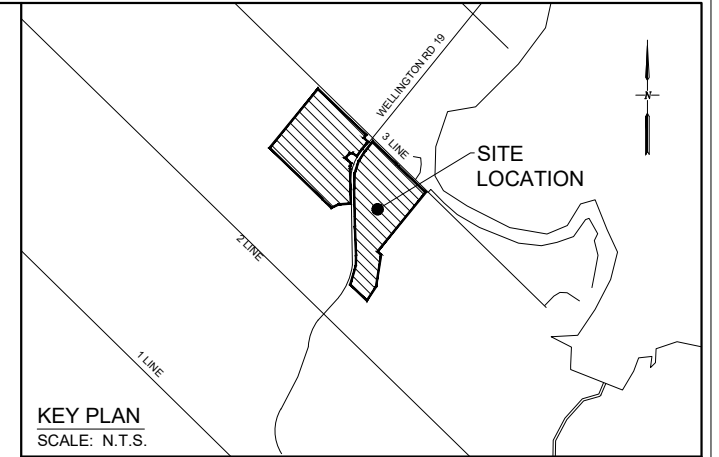 WELLINGTON RD 19
N
3 LINE
SITE
LOCATION
2 LINE
1 LINE
KEY PLAN
SCALE: N.T.S.